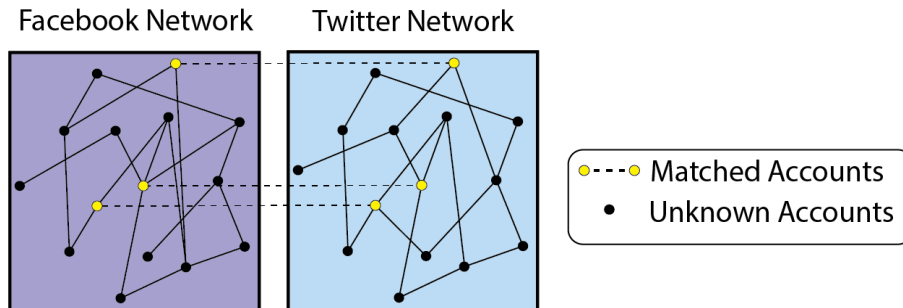 Facebook Network
Twitter Network
Matched Accounts
Unknown Accounts